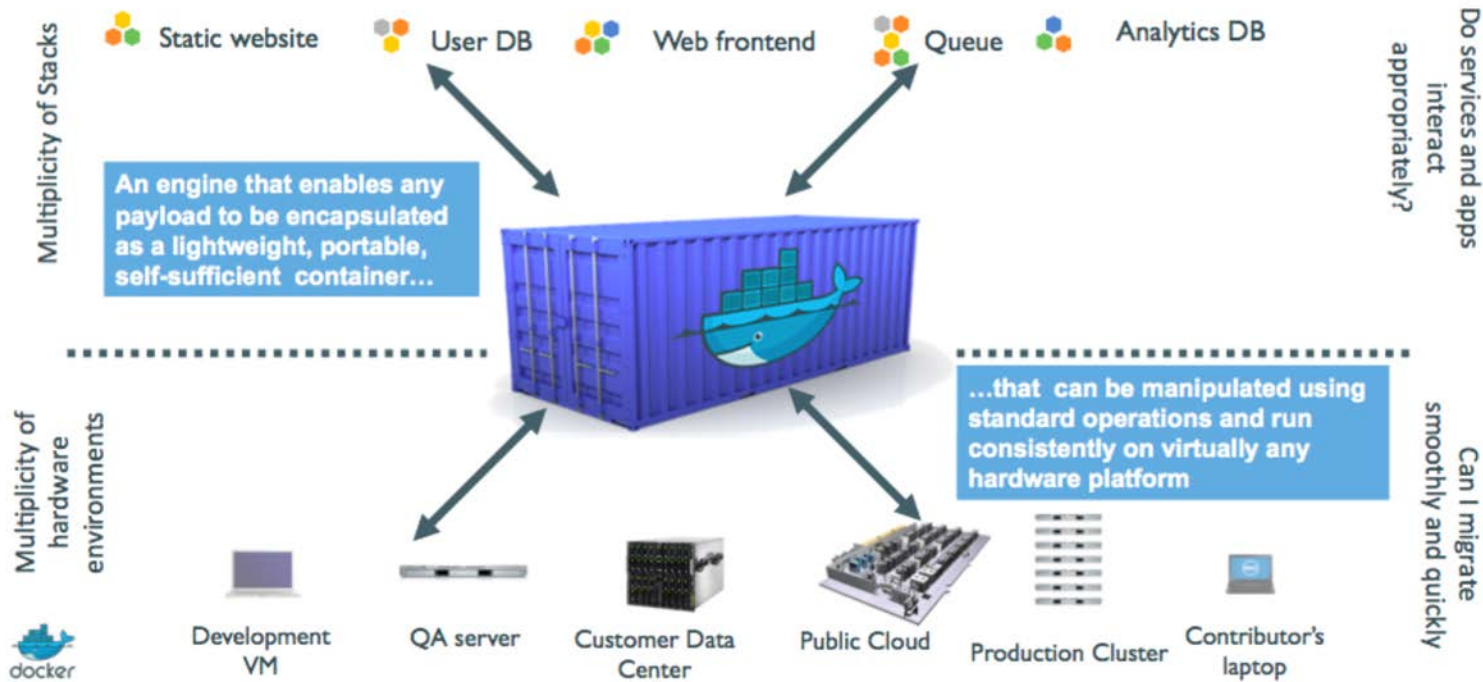 Static website
User DB
Web frontend
Queue
Analytics DB
Multiplicity of Stacks
Do services and apps
interact
appropriately?
An engine that enables any
payload to be encapsulated
as a lightweight, portable,
self-sufficient container...
...that can be manipulated using
standard operations and run
consistently on virtually any
hardware platform
Multiplicity of
hardware
environments
Can I migrate
smoothly and quickly
Development
VM
QA server
Customer Data
Center
Public Cloud
Production Cluster
Contributor's
laptop
docker